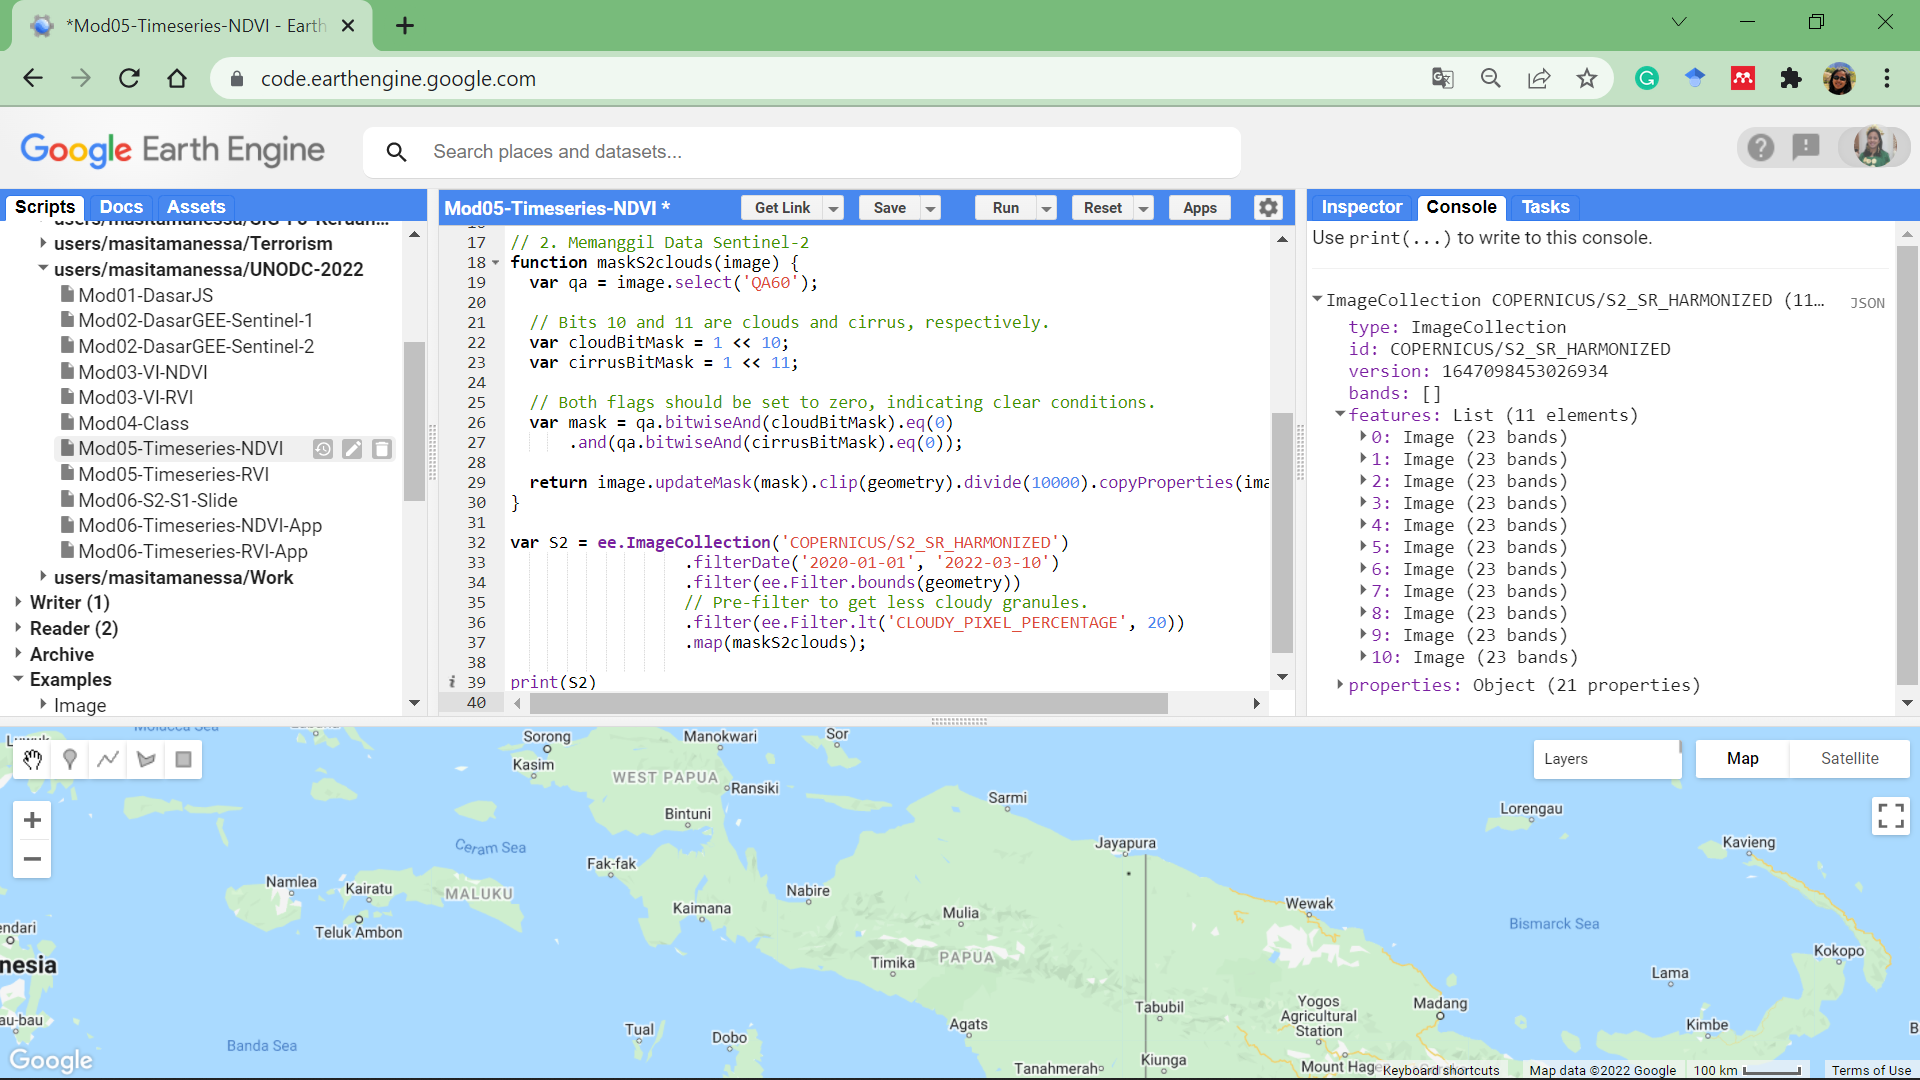 *Mod05-Timeseries-NDVI - Earth
code.earthengine.google.com
Google Earth Engine
Search places and datasets...
Scripts Docs Assets
users/masitamanessa/Terrorism
users/masitamanessa/UNODC-2022
Mod01-DasarJS
Mod02-DasarGEE-Sentinel-1
Mod02-DasarGEE-Sentinel-2
Mod03-VI-NDVI
Mod03-VI-RVI
Mod04-Class
Mod05-Timeseries-NDVI
Mod05-Timeseries-RVI
Mod06-S2-S1-Slide
Mod06-Timeseries-NDVI-App
Mod06-Timeseries-RVI-App
users/masitamanessa/Work
Writer (1)
Reader (2)
Archive
Examples
Image
Mod05-Timeseries-NDVI *
Get Link Save Run Reset Apps
17 // 2. Memanggil Data Sentinel-2
18 function maskS2clouds(image) {
19 var qa = image.select('QA60');
20
21 // Bits 10 and 11 are clouds and cirrus, respectively.
22 var cloudBitMask = 1 << 10;
23 var cirrusBitMask = 1 << 11;
24
25 // Both flags should be set to zero, indicating clear conditions.
26 var mask = qa.bitwiseAnd(cloudBitMask).eq(0)
27 .and(qa.bitwiseAnd(cirrusBitMask).eq(0));
28
29 return image.updateMask(mask).clip(geometry).divide(10000).copyProperties(ima
30 }
31
32 var S2 = ee.ImageCollection('COPERNICUS/S2_SR_HARMONIZED')
33 .filterDate('2020-01-01', '2022-03-10')
34 .filter(ee.Filter.bounds(geometry))
35 // Pre-filter to get less cloudy granules.
36 .filter(ee.Filter.lt('CLOUDY_PIXEL_PERCENTAGE', 20))
37 .map(maskS2clouds);
38
i 39 print(S2)
40
Inspector Console Tasks
Use print(...) to write to this console.
ImageCollection COPERNICUS/S2_SR_HARMONIZED (11... JSON
type: ImageCollection
id: COPERNICUS/S2_SR_HARMONIZED
version: 1647098453026934
bands: []
features: List (11 elements)
0: Image (23 bands)
1: Image (23 bands)
2: Image (23 bands)
3: Image (23 bands)
4: Image (23 bands)
5: Image (23 bands)
6: Image (23 bands)
7: Image (23 bands)
8: Image (23 bands)
9: Image (23 bands)
10: Image (23 bands)
properties: Object (21 properties)
Layers
Map Satellite
Sorong
Manokwari
Sor
Kasim
WEST PAPUA
Ransiki
Sarmi
Lorengau
Bintuni
Ceram Sea
Jayapura
Kavieng
Fak-fak
Namlea
Kairatu
MALUKU
Nabire
Kaimana
Mulia
Wewak
Bismarck Sea
endari
Teluk Ambon
nesia
Timika
PAPUA
Kokopo
Lama
Tabubil
Yogos
Agricultural
Station
Madang
au-bau
Tual
Dobo
Agats
Kimbe
Banda Sea
Google
Tanahmerah
Kiunga
Mount Hage
Keyboard shortcuts
Map data ©2022 Google
100 km
Terms of Use